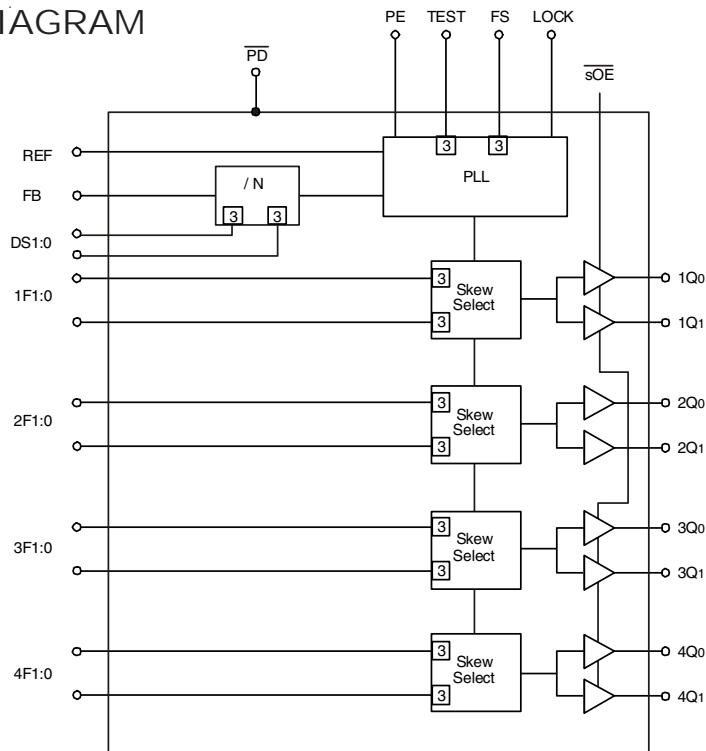 IAGRAM
PE TEST FS LOCK
PD
sOE
3 3
REF
PLL
/ N
FB
3 3
DS1:0
3
1Q0
Skew
Select
1F1:0
3
1Q1
3
2Q0
Skew
Select
2F1:0
3
2Q1
3
3Q0
Skew
Select
3F1:0
3
3Q1
3
4Q0
Skew
Select
4F1:0
3
4Q1